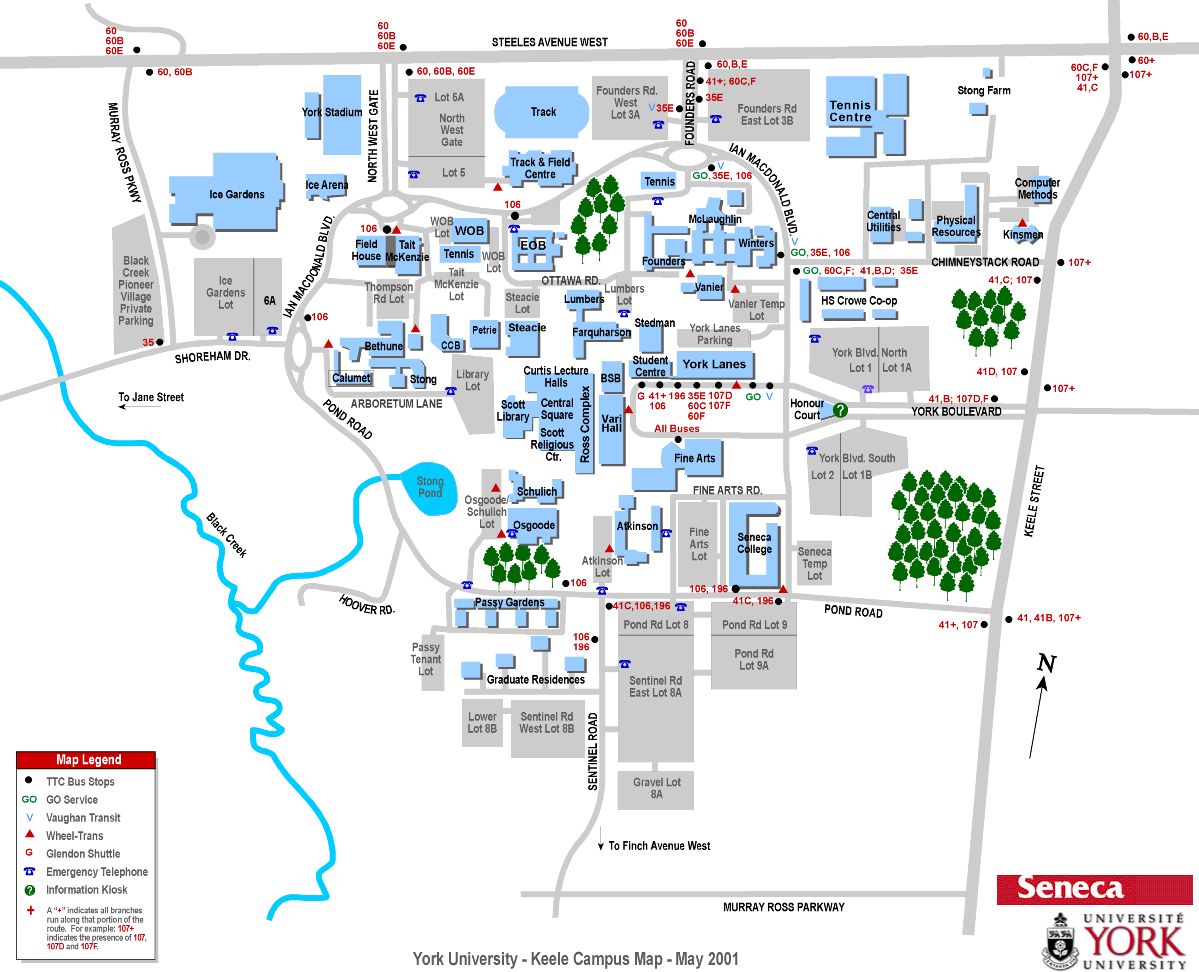 60
60B
60E
60
60B
60E
60
60B
60E
STEELES AVENUE WEST
60,B,E
60, 60B
60, 60B, 60E
60,B,E
60+
60C,F
107+
41,C
107+
MURRAY ROSS PKWY
NORTH WEST GATE
FOUNDERS ROAD
York Stadium
Lot 5A
North
West
Gate
Lot 5
Track
Founders Rd.
West
Lot 3A
V 35E
41+; 60C,F
35E
Founders Rd
East Lot 3B
Tennis
Centre
Stong Farm
IAN MACDONALD BLVD.
Ice Gardens
Ice Arena
Track & Field
Centre
Tennis
V
GO, 35E, 106
Computer
Methods
Kinsmen
Central
Utilities
Physical
Resources
CHIMNEYSTACK ROAD
107+
106
106
WOB
Lot
WOB
EOB
McLaughlin
Winters
Founders
V
GO, 35E, 106
Field
House
Tait
McKenzie
Tennis
WOB
Lot
Tait
McKenzie
Lot
OTTAWA RD.
Vanier
GO, 60C,F; 41,B,D; 35E
41,C; 107
IAN MACDONALD BLVD.
Black
Creek
Pioneer
Village
Private
Parking
Ice
Gardens
Lot
6A
Thompson
Rd Lot
Steacie
Lot
Lumbers
Lumbers
Lot
Vanier Temp
Lot
HS Crowe Co-op
106
35
SHOREHAM DR.
Bethune
CCB
Petrie
Steacie
Farquharson
Stedman
York Lanes
Parking
York Blvd. North
Lot 1
Lot 1A
Calumet
Stong
Library
Lot
Curtis Lecture
Halls
BSB
Student
Centre
York Lanes
41D, 107
107+
To Jane Street
ARBORETUM LANE
Scott
Library
Central
Square
Scott
Religious
Ctr.
Ross Complex
Vari
Hall
G 41+ 196 35E 107D GO V
106 60C 107F
60F
All Buses
Honour
Court
?
41,B; 107D,F
YORK BOULEVARD
POND ROAD
Fine Arts
York Blvd. South
Lot 2
Lot 1B
KEELE STREET
Stong
Pond
Schulich
Osgoode/
Schulich
Lot
Osgoode
FINE ARTS RD.
Atkinson
Fine
Arts
Lot
Seneca
College
Seneca
Temp
Lot
Atkinson
Lot
Black Creek
HOOVER RD.
106
106, 196
41C, 196
POND ROAD
Passy Gardens
41C,106,196
Pond Rd Lot 8
Pond Rd Lot 9
41+, 107
41, 41B, 107+
106
196
Pond Rd
Lot 9A
Passy
Tenant
Lot
Graduate Residences
Sentinel Rd
East Lot 8A
N
Lower
Lot 8B
Sentinel Rd
West Lot 8B
SENTINEL ROAD
Gravel Lot
8A
To Finch Avenue West
MURRAY ROSS PARKWAY
Map Legend
TTC Bus Stops
GO GO Service
V Vaughan Transit
Wheel-Trans
G Glendon Shuttle
Emergency Telephone
? Information Kiosk
+ A "+" indicates all branches
run along that portion of the
route. For example: 107+
indicates the presence of 107,
107D and 107F.
York University - Keele Campus Map - May 2001
Seneca
UNIVERSITÉ
YORK
UNIVERSITY